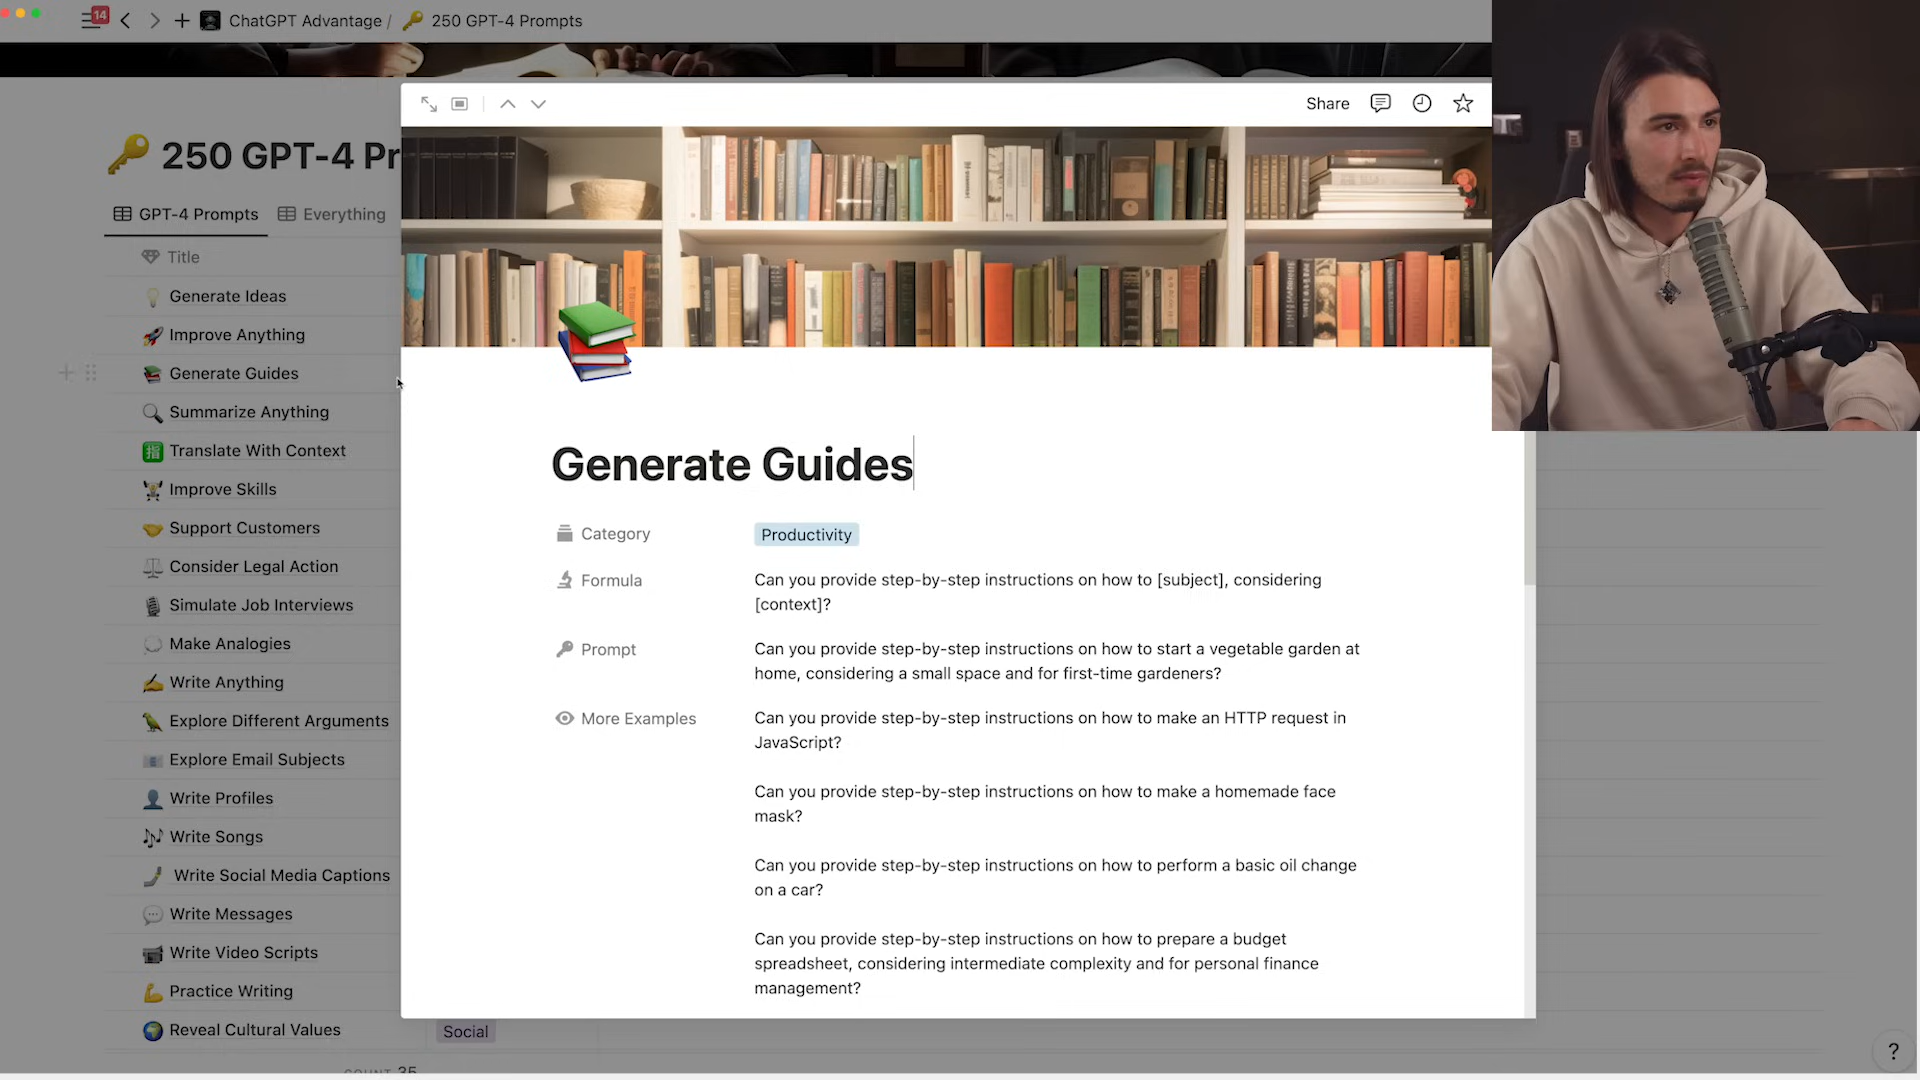 14
ChatGPT Advantage / 250 GPT-4 Prompts
Share
250 GPT-4 Pr
GPT-4 Prompts
Everything
Title
Generate Ideas
Improve Anything
Generate Guides
Summarize Anything
指
Translate With Context
Improve Skills
Support Customers
Consider Legal Action
Simulate Job Interviews
Make Analogies
Write Anything
Explore Different Arguments
Explore Email Subjects
Write Profiles
Write Songs
Write Social Media Captions
Write Messages
Write Video Scripts
Practice Writing
Reveal Cultural Values
Social
COUNT 35
Generate Guides
Category
Productivity
Formula
Can you provide step-by-step instructions on how to [subject], considering
[context]?
Prompt
Can you provide step-by-step instructions on how to start a vegetable garden at
home, considering a small space and for first-time gardeners?
More Examples
Can you provide step-by-step instructions on how to make an HTTP request in
JavaScript?
Can you provide step-by-step instructions on how to make a homemade face
mask?
Can you provide step-by-step instructions on how to perform a basic oil change
on a car?
Can you provide step-by-step instructions on how to prepare a budget
spreadsheet, considering intermediate complexity and for personal finance
management?
?